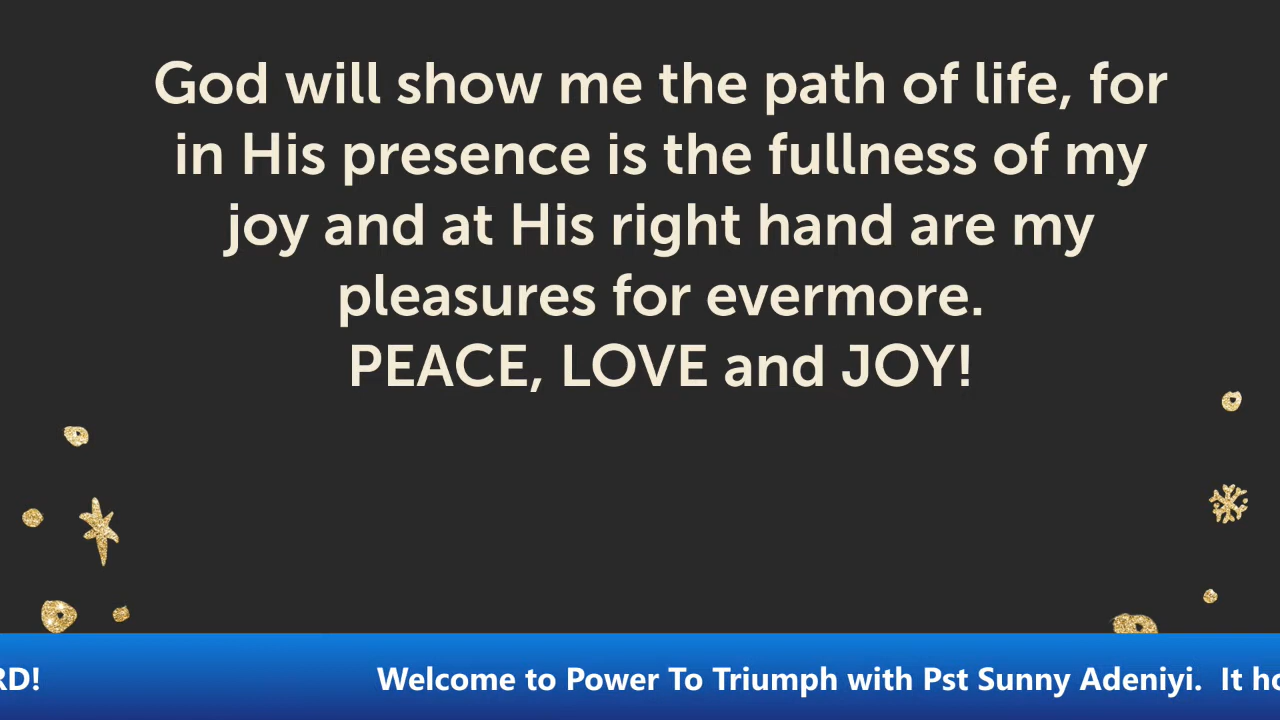 God will show me the path of life, for
in His presence is the fullness of my
joy and at His right hand are my
pleasures for evermore.
PEACE, LOVE and JOY!
RD! Welcome to Power To Triumph with Pst Sunny Adeniyi. It